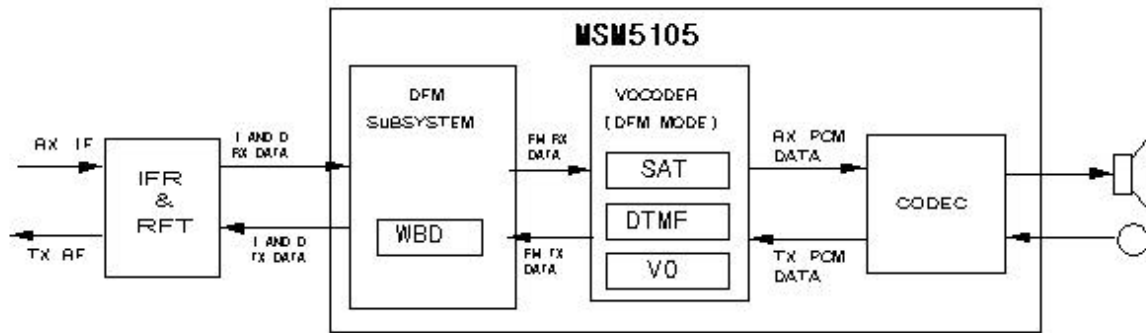 MSM5105
DFM
SUBSYSTEM
WBD
VOCODER
(DFM MODE)
SAT
DTMF
VO
CODEC
IFR
&
RFT
RX IF
TX RF
I AND Q
RX DATA
I AND Q
TX DATA
FM RX
DATA
FM TX
DATA
RX PCM
DATA
TX PCM
DATA